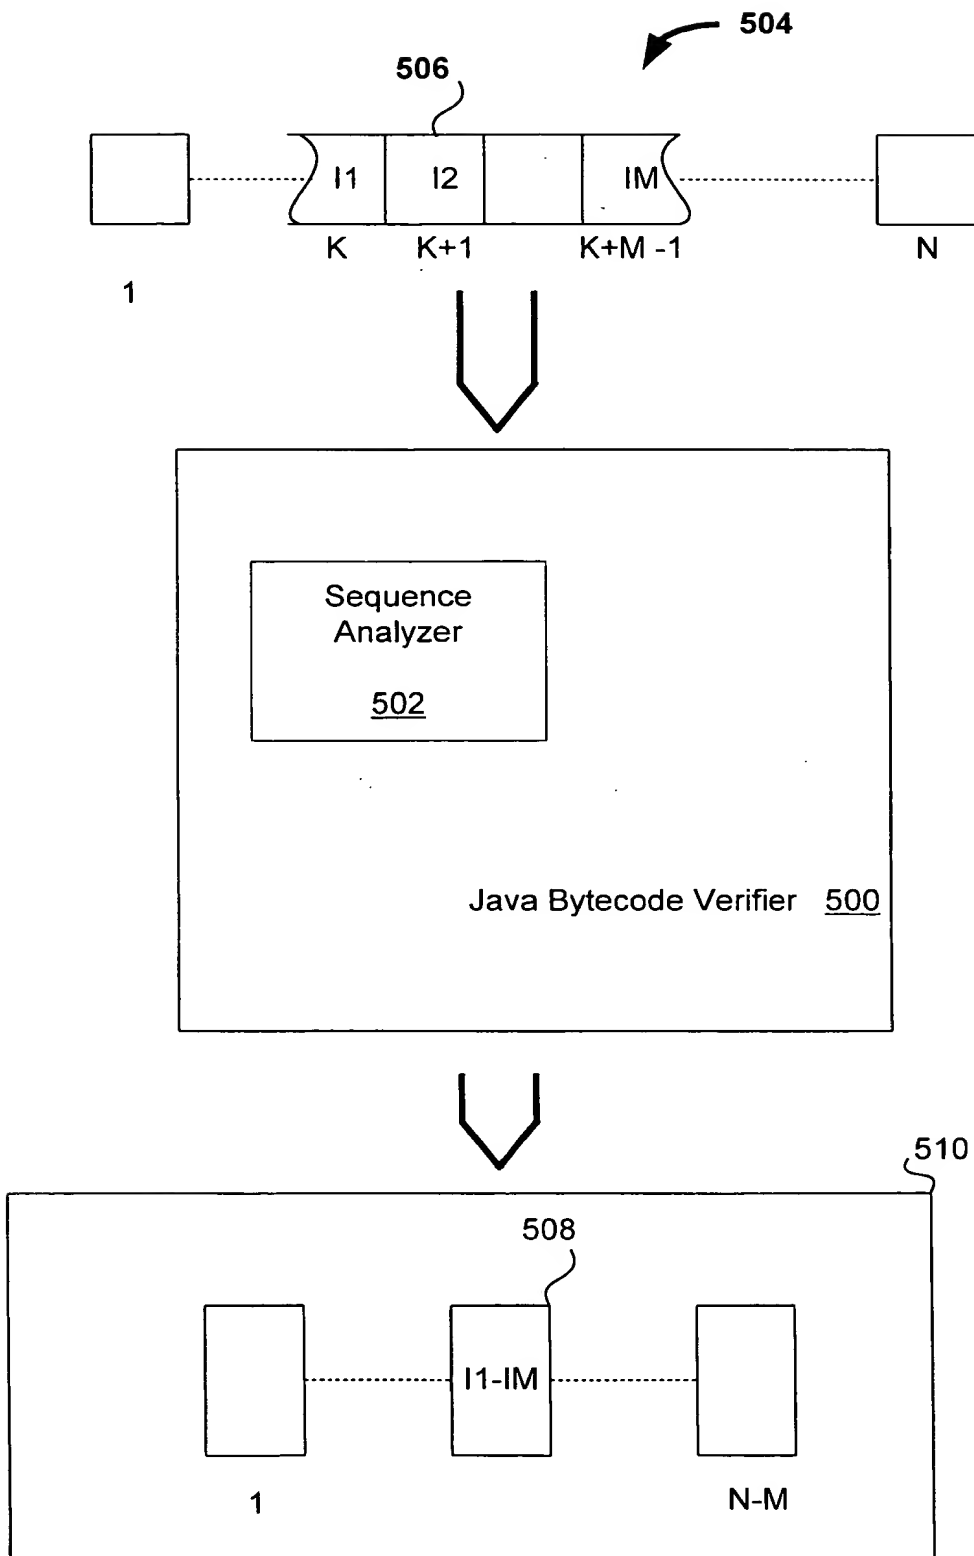 504
506
I1 I2 IM
K K+1 K+M -1 N
1
Sequence
Analyzer
502
Java Bytecode Verifier 500
510
508
I1-IM
1 N-M